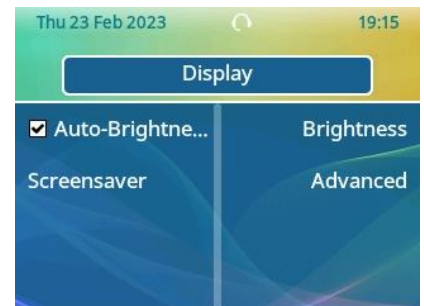 Thu 23 Feb 2023 19:15
Display
Auto-Brightne... Brightness
Screensaver Advanced